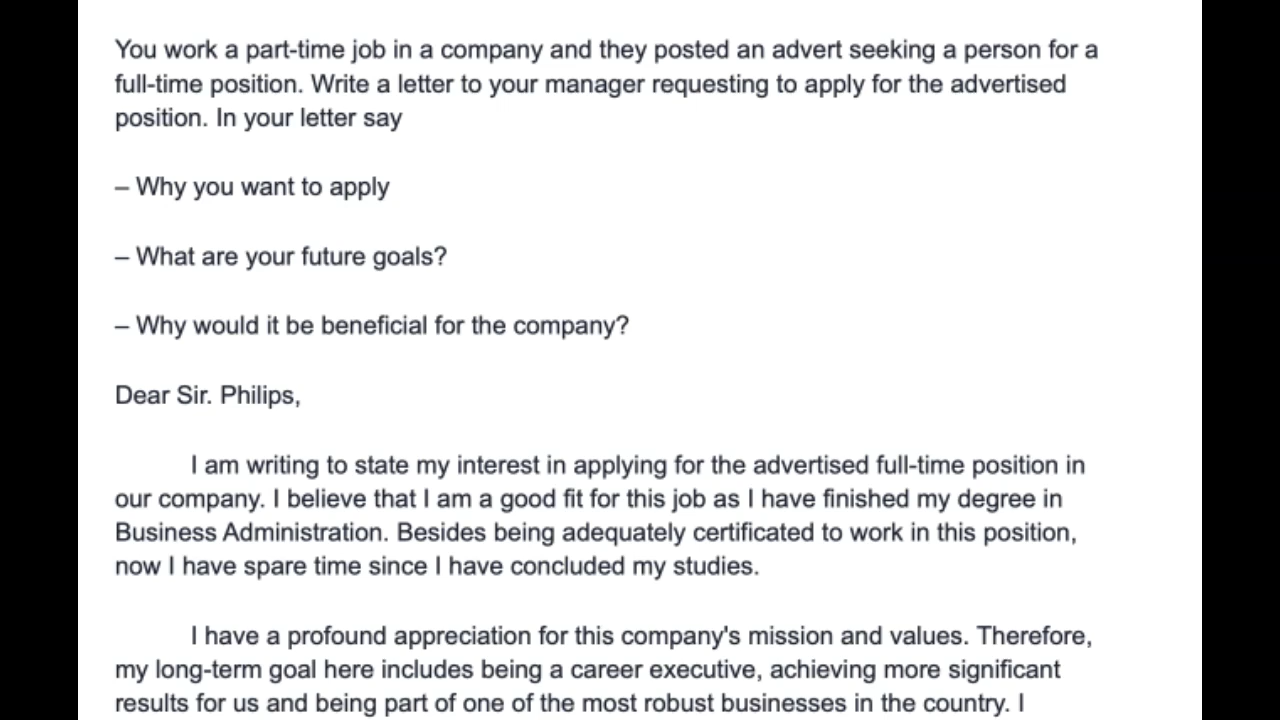 You work a part-time job in a company and they posted an advert seeking a person for a
full-time position. Write a letter to your manager requesting to apply for the advertised
position. In your letter say
– Why you want to apply
– What are your future goals?
– Why would it be beneficial for the company?
Dear Sir. Philips,
I am writing to state my interest in applying for the advertised full-time position in
our company. I believe that I am a good fit for this job as I have finished my degree in
Business Administration. Besides being adequately certificated to work in this position,
now I have spare time since I have concluded my studies.
I have a profound appreciation for this company's mission and values. Therefore,
my long-term goal here includes being a career executive, achieving more significant
results for us and being part of one of the most robust businesses in the country. I